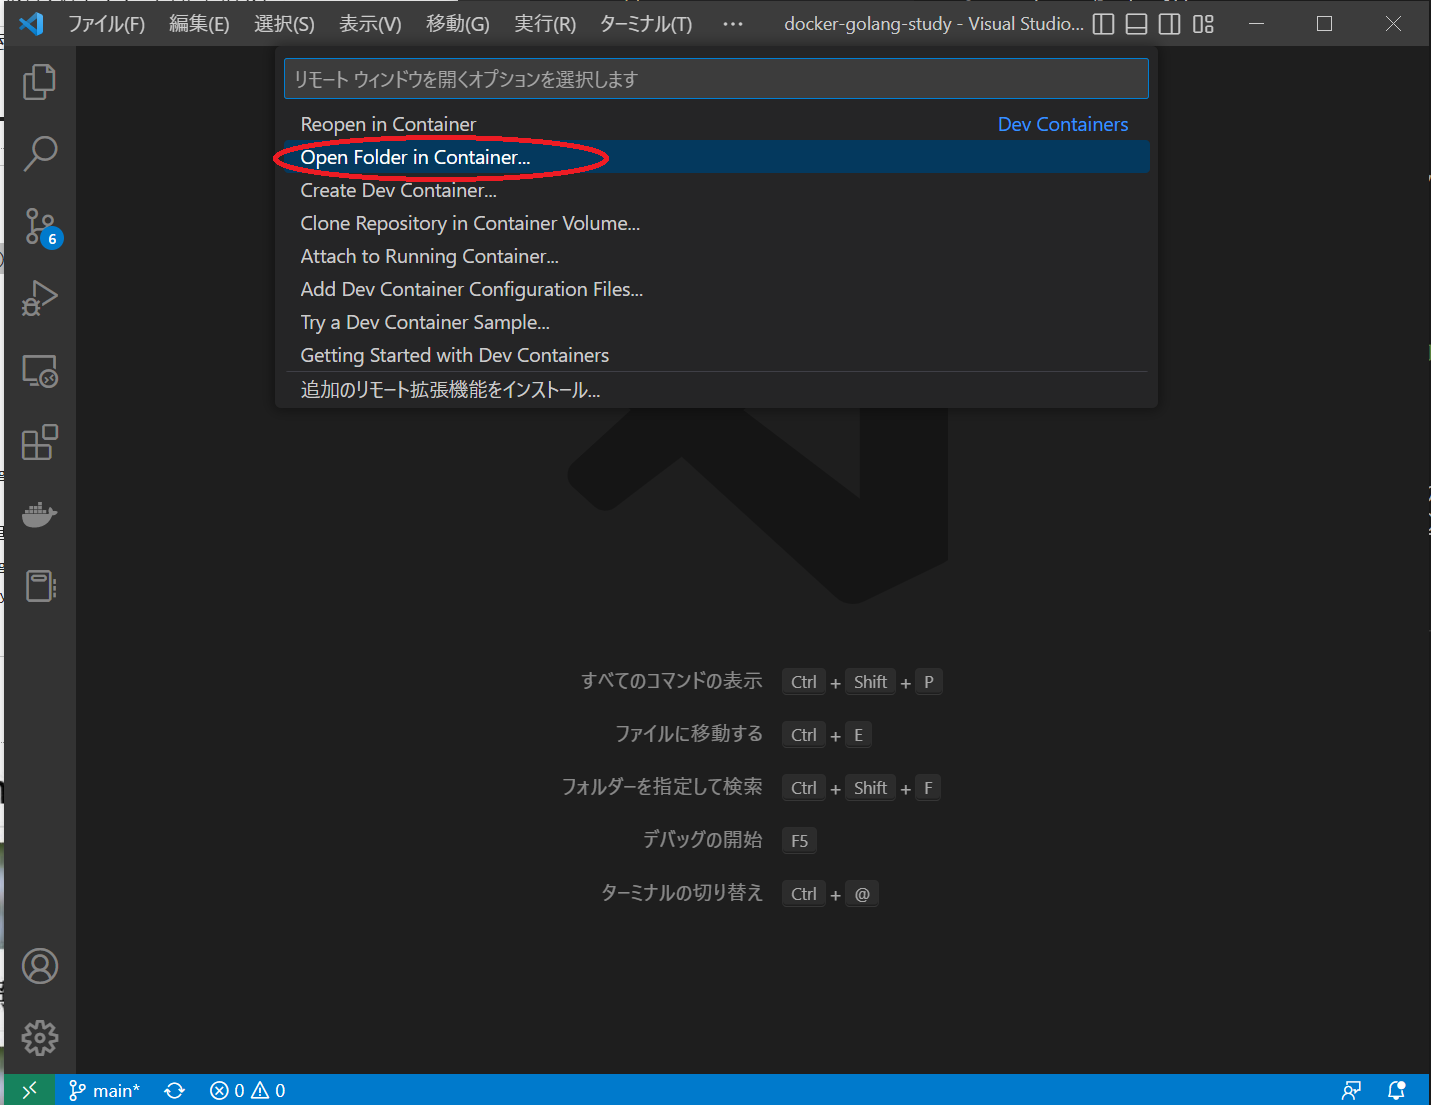 ファイル(F) 編集(E) 選択(S) 表示(V) 移動(G) 実行(R) ターミナル(T) ··· docker-golang-study - Visual Studio...
リモート ウィンドウを開くオプションを選択します
Reopen in Container Dev Containers
Open Folder in Container...
Create Dev Container...
Clone Repository in Container Volume...
Attach to Running Container...
Add Dev Container Configuration Files...
Try a Dev Container Sample...
Getting Started with Dev Containers
追加のリモート拡張機能をインストール...
6
すべてのコマンドの表示 Ctrl + Shift + P
ファイルに移動する Ctrl + E
フォルダーを指定して検索 Ctrl + Shift + F
デバッグの開始 F5
ターミナルの切り替え Ctrl + @
main* 0 0